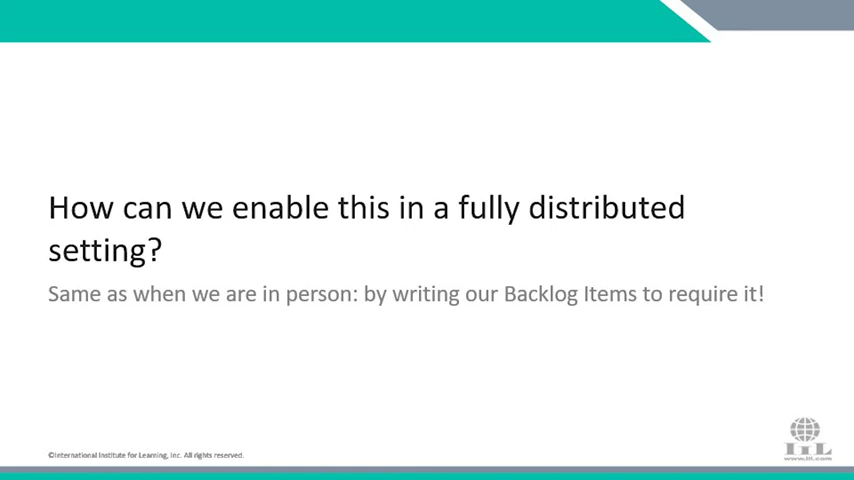 How can we enable this in a fully distributed
setting?
Same as when we are in person: by writing our Backlog Items to require it!
©International Institute for Learning, Inc. All rights reserved.
IIL
www.iil.com